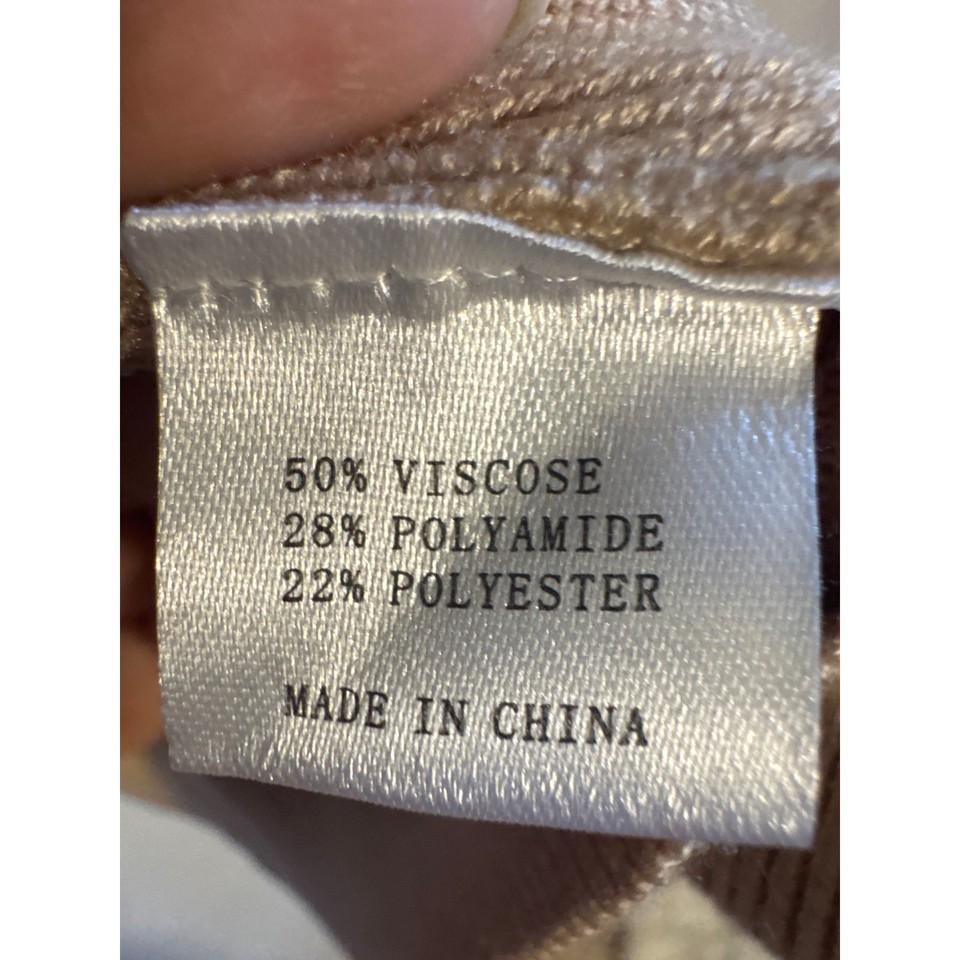 50% VISCOSE
28% POLYAMIDE
22% POLYESTER
MADE IN CHINA